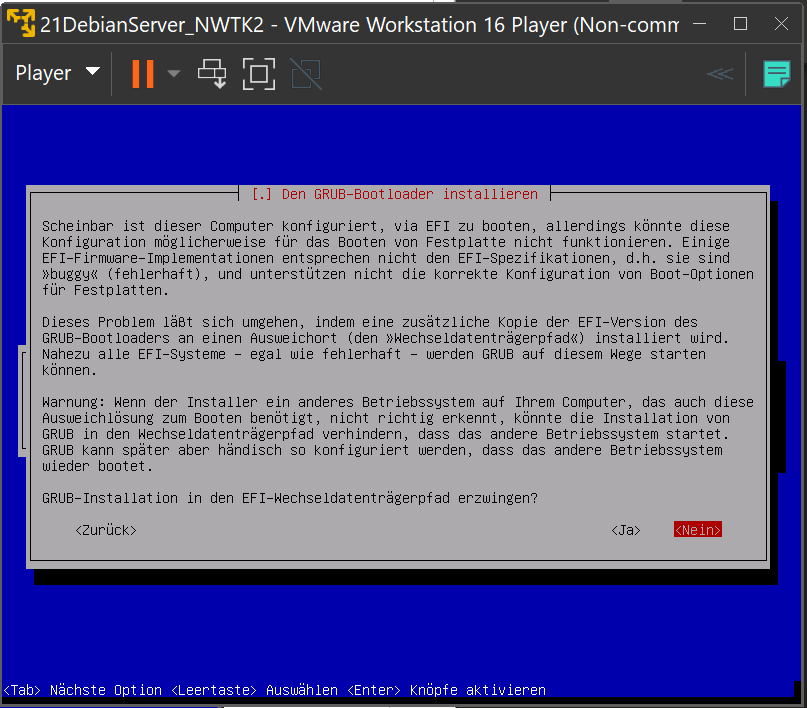 21DebianServer_NWTK2 - VMware Workstation 16 Player (Non-comm
Player
[.] Den GRUB-Bootloader installieren
Scheinbar ist dieser Computer konfiguriert, via EFI zu booten, allerdings könnte diese
Konfiguration möglicherweise für das Booten von Festplatte nicht funktionieren. Einige
EFI-Firmware-Implementationen entsprechen nicht den EFI-Spezifikationen, d.h. sie sind
»buggy« (fehlerhaft), und unterstützen nicht die korrekte Konfiguration von Boot-Optionen
für Festplatten.
Dieses Problem läßt sich umgehen, indem eine zusätzliche Kopie der EFI-Version des
GRUB-Bootloaders an einen Ausweichort (den »Wechseldatenträgerpfad«) installiert wird.
Nahezu alle EFI-Systeme – egal wie fehlerhaft – werden GRUB auf diesem Wege starten
können.
Warnung: Wenn der Installer ein anderes Betriebssystem auf Ihrem Computer, das auch diese
Ausweichlösung zum Booten benötigt, nicht richtig erkennt, könnte die Installation von
GRUB in den Wechseldatenträgerpfad verhindern, dass das andere Betriebssystem startet.
GRUB kann später aber händisch so konfiguriert werden, dass das andere Betriebssystem
wieder bootet.
GRUB-Installation in den EFI-Wechseldatenträgerpfad erzwingen?
<Zurück> <Ja> <Nein>
<Tab> Nächste Option <Leertaste> Auswählen <Enter> Knöpfe aktivieren